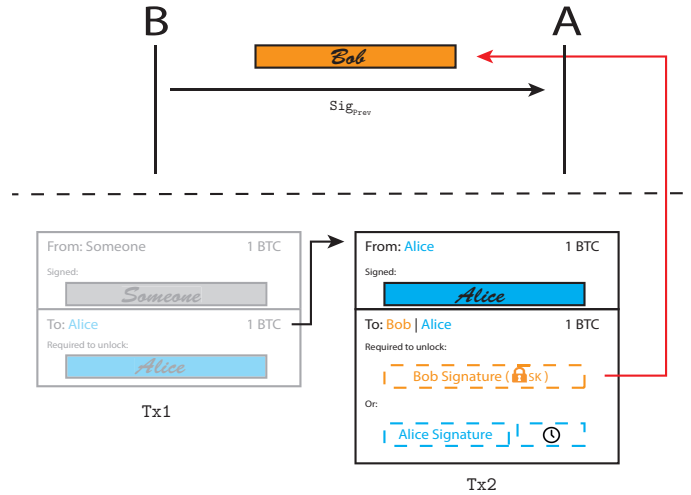 B
A
Bob
Sig_Prev
From: Someone 1 BTC
Signed:
Someone
To: Alice 1 BTC
Required to unlock:
Alice
Tx1
From: Alice 1 BTC
Signed:
Alice
To: Bob | Alice 1 BTC
Required to unlock:
Bob Signature ( SK )
Or:
Alice Signature
Tx2